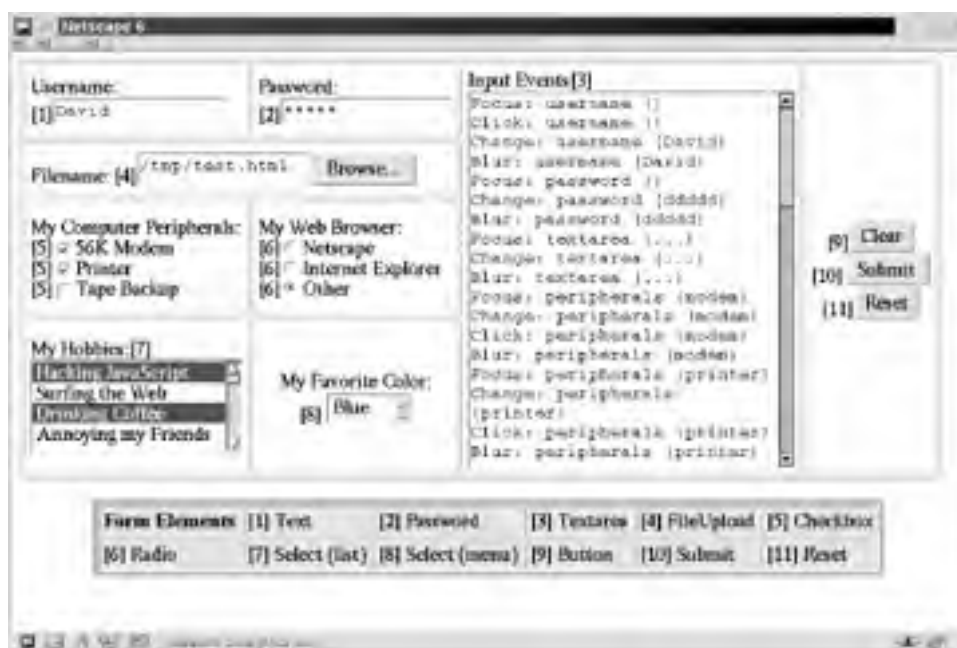 Netscape 6
Username:
[1] David
Password:
[2] *****
Filename: [4] /tmp/test.html Browse...
My Computer Peripherals:
[5] 56K Modem
[5] Printer
[5] Tape Backup
My Web Browser:
[6] Netscape
[6] Internet Explorer
[6] Other
My Hobbies:[7]
Hacking JavaScript
Surfing the Web
Drinking Coffee
Annoying my Friends
My Favorite Color:
[8] Blue
Input Events[3]
Focus: username ()
Click: username ()
Change: username (David)
Blur: username (David)
Focus: password ()
Change: password (ddddd)
Blur: password (ddddd)
Focus: textarea (...)
Change: textarea (...)
Blur: textarea (...)
Focus: peripherals (modem)
Change: peripherals (modem)
Click: peripherals (modem)
Blur: peripherals (modem)
Focus: peripherals (printer)
Change: peripherals
(printer)
Click: peripherals (printer)
Blur: peripherals (printer)
[9] Clear
[10] Submit
[11] Reset
Form Elements [1] Text [2] Password [3] Textarea [4] FileUpload [5] Checkbox
[6] Radio [7] Select (list) [8] Select (menu) [9] Button [10] Submit [11] Reset